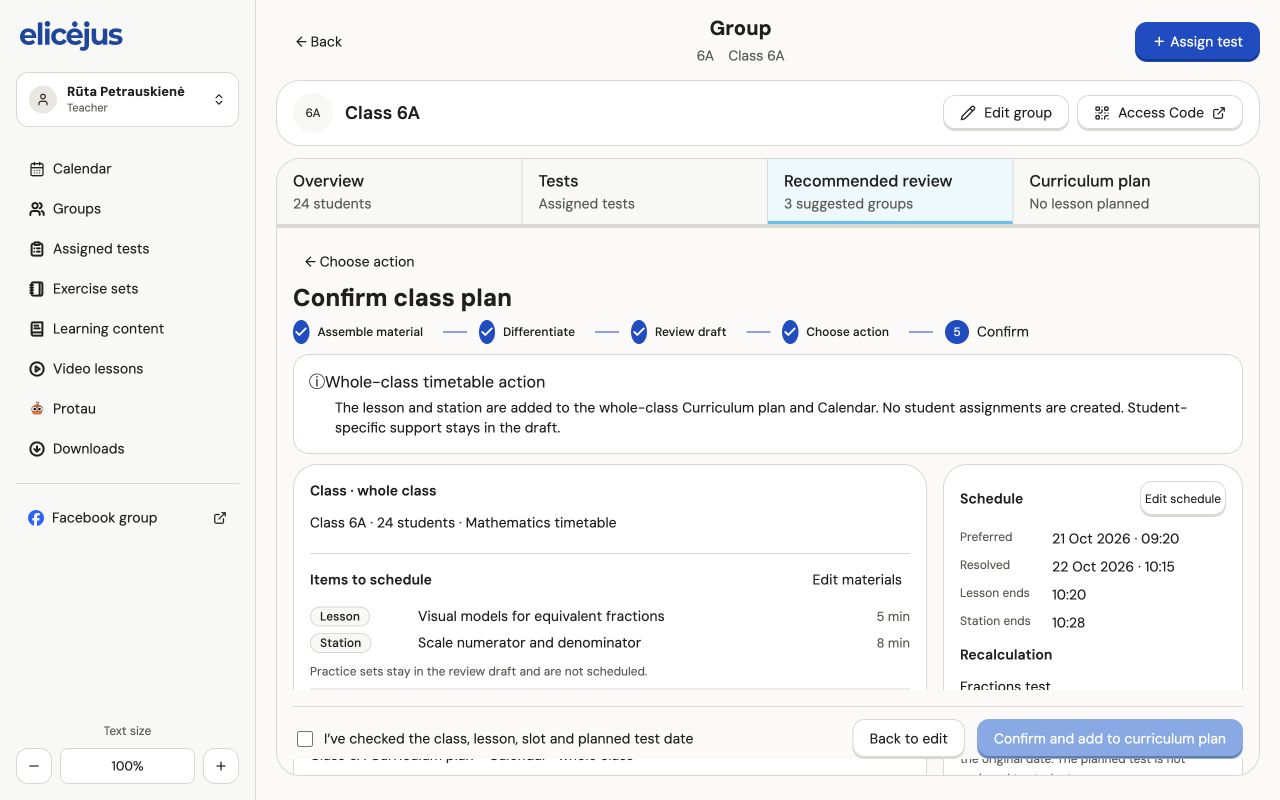 elicėjus
Rūta Petrauskienė
Teacher
Calendar
Groups
Assigned tests
Exercise sets
Learning content
Video lessons
Protau
Downloads
Facebook group
Text size
− 100% +
← Back
Group
6A Class 6A
+ Assign test
6A Class 6A
Edit group
Access Code
Overview
24 students
Tests
Assigned tests
Recommended review
3 suggested groups
Curriculum plan
No lesson planned
← Choose action
Confirm class plan
Assemble material
Differentiate
Review draft
Choose action
5 Confirm
Whole-class timetable action
The lesson and station are added to the whole-class Curriculum plan and Calendar. No student assignments are created. Student-
specific support stays in the draft.
Class · whole class
Class 6A · 24 students · Mathematics timetable
Items to schedule
Edit materials
Lesson Visual models for equivalent fractions 5 min
Station Scale numerator and denominator 8 min
Practice sets stay in the review draft and are not scheduled.
Schedule
Edit schedule
Preferred 21 Oct 2026 · 09:20
Resolved 22 Oct 2026 · 10:15
Lesson ends 10:20
Station ends 10:28
Recalculation
Fractions test
I've checked the class, lesson, slot and planned test date
Back to edit
Confirm and add to curriculum plan
the original date. The planned test is not